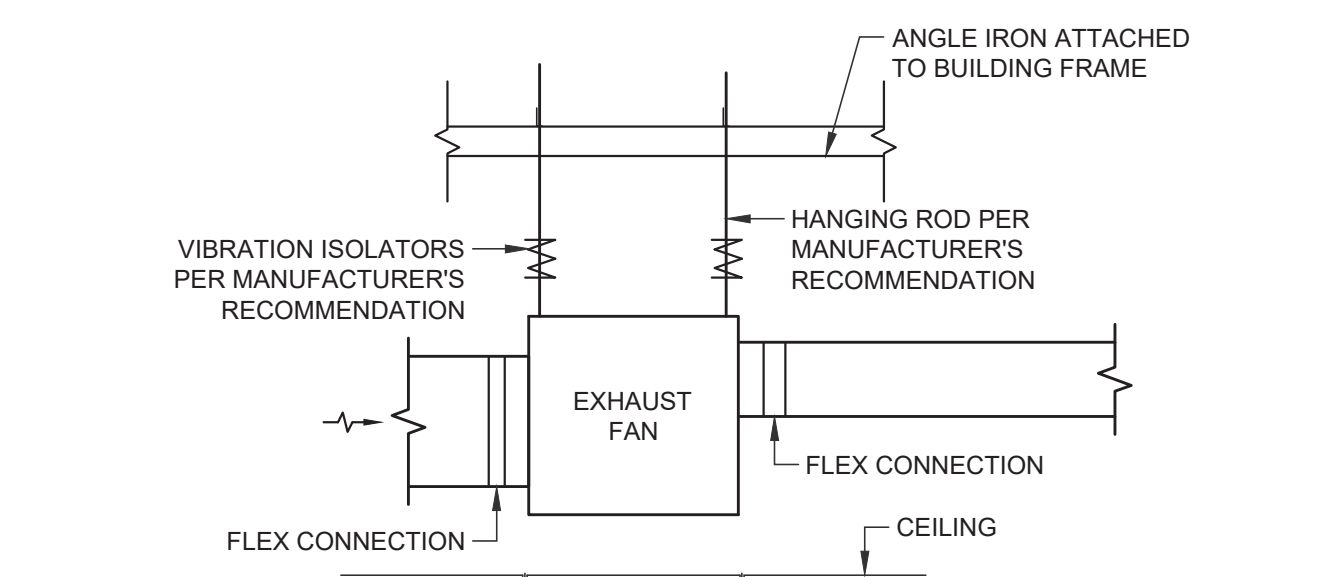 ANGLE IRON ATTACHED
TO BUILDING FRAME
HANGING ROD PER
MANUFACTURER'S
RECOMMENDATION
VIBRATION ISOLATORS
PER MANUFACTURER'S
RECOMMENDATION
EXHAUST
FAN
FLEX CONNECTION
FLEX CONNECTION
CEILING